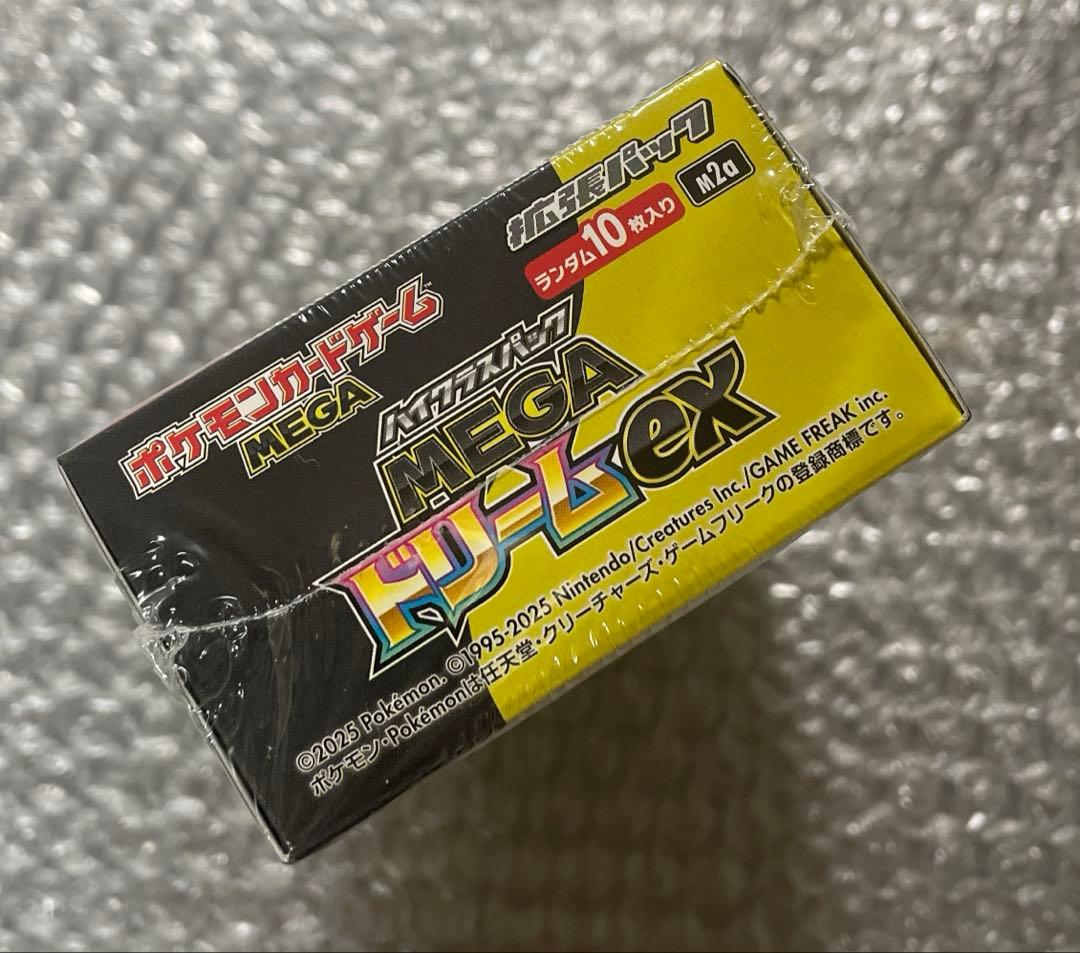 拡張パック
ランダム10枚入り
M2a
ポケモンカードゲーム
MEGA
ハイクラスパック
MEGA
ドリームex
©2025 Pokémon. ©1995-2025 Nintendo/Creatures Inc./GAME FREAK inc.
ポケモン・Pokémonは任天堂・クリーチャーズ・ゲームフリークの登録商標です。